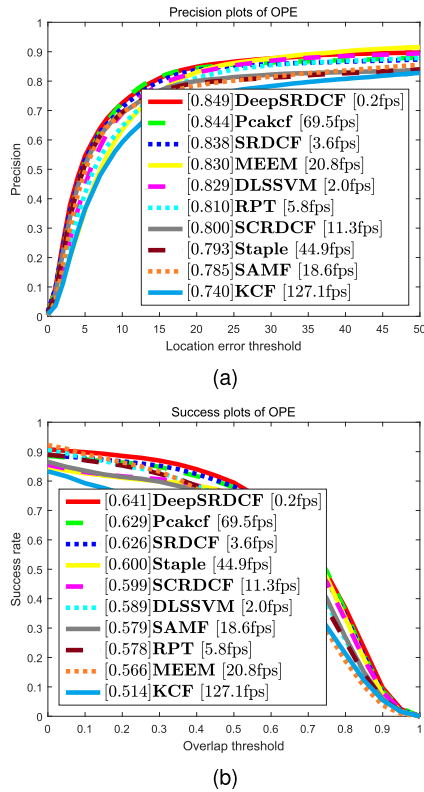 Precision plots of OPE
1
0.9
0.8
0.7
0.6
0.5
0.4
0.3
0.2
0.1
0
Precision
[0.849]DeepSRDCF [0.2fps]
[0.844]Pcakcf [69.5fps]
[0.838]SRDCF [3.6fps]
[0.830]MEEM [20.8fps]
[0.829]DLSSVM [2.0fps]
[0.810]RPT [5.8fps]
[0.800]SCRDCF [11.3fps]
[0.793]Staple [44.9fps]
[0.785]SAMF [18.6fps]
[0.740]KCF [127.1fps]
0 5 10 15 20 25 30 35 40 45 50
Location error threshold
(a)
Success plots of OPE
1
0.9
0.8
0.7
0.6
0.5
0.4
0.3
0.2
0.1
0
Success rate
[0.641]DeepSRDCF [0.2fps]
[0.629]Pcakcf [69.5fps]
[0.626]SRDCF [3.6fps]
[0.600]Staple [44.9fps]
[0.599]SCRDCF [11.3fps]
[0.589]DLSSVM [2.0fps]
[0.579]SAMF [18.6fps]
[0.578]RPT [5.8fps]
[0.566]MEEM [20.8fps]
[0.514]KCF [127.1fps]
0 0.1 0.2 0.3 0.4 0.5 0.6 0.7 0.8 0.9 1
Overlap threshold
(b)